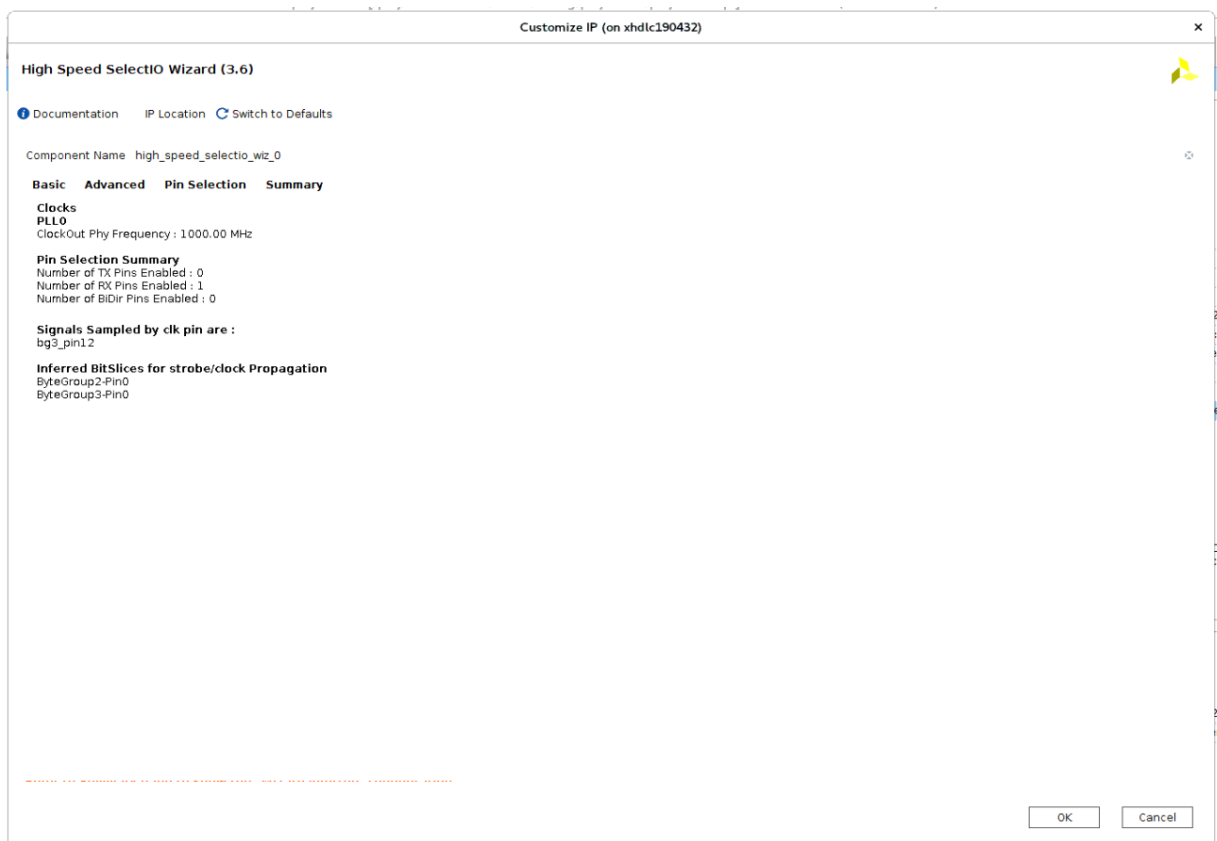 Customize IP (on xhdlc190432)
High Speed SelectIO Wizard (3.6)
Documentation IP Location Switch to Defaults
Component Name high_speed_selectio_wiz_0
Basic Advanced Pin Selection Summary
Clocks
PLL0
ClockOut Phy Frequency : 1000.00 MHz
Pin Selection Summary
Number of TX Pins Enabled : 0
Number of RX Pins Enabled : 1
Number of BiDir Pins Enabled : 0
Signals Sampled by clk pin are :
bg3_pin12
Inferred BitSlices for strobe/clock Propagation
ByteGroup2-Pin0
ByteGroup3-Pin0
OK Cancel